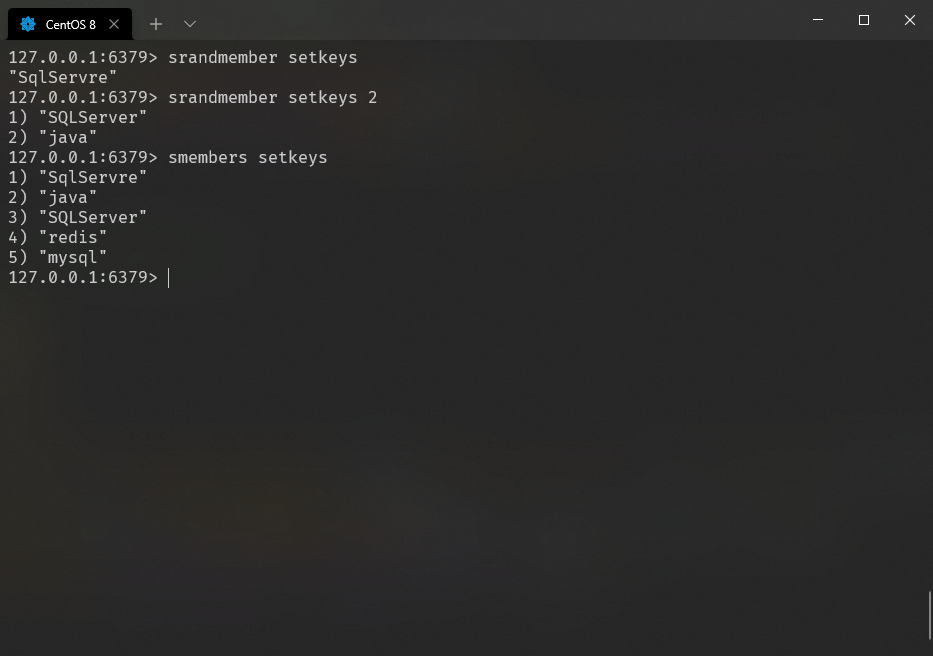 CentOS 8
127.0.0.1:6379> srandmember setkeys
"SqlServre"
127.0.0.1:6379> srandmember setkeys 2
1) "SQLServer"
2) "java"
127.0.0.1:6379> smembers setkeys
1) "SqlServre"
2) "java"
3) "SQLServer"
4) "redis"
5) "mysql"
127.0.0.1:6379>